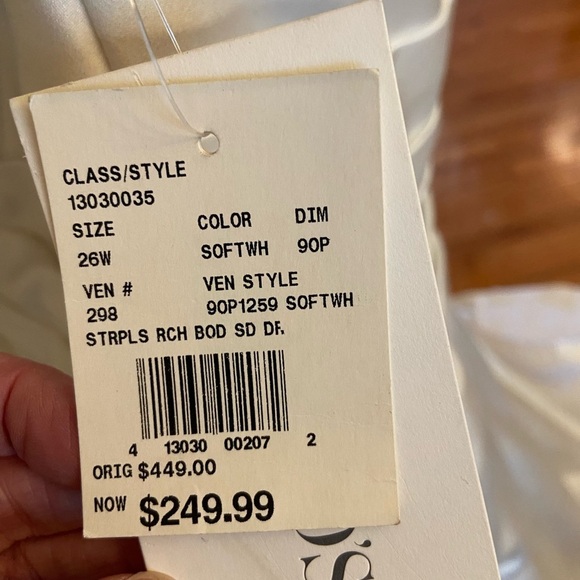 CLASS/STYLE
13030035
SIZE COLOR DIM
26W SOFTWH 90P
VEN # VEN STYLE
298 90P1259 SOFTWH
STRPLS RCH BOD SD DR.
4 13030 00207 2
ORIG $449.00
NOW $249.99
S.